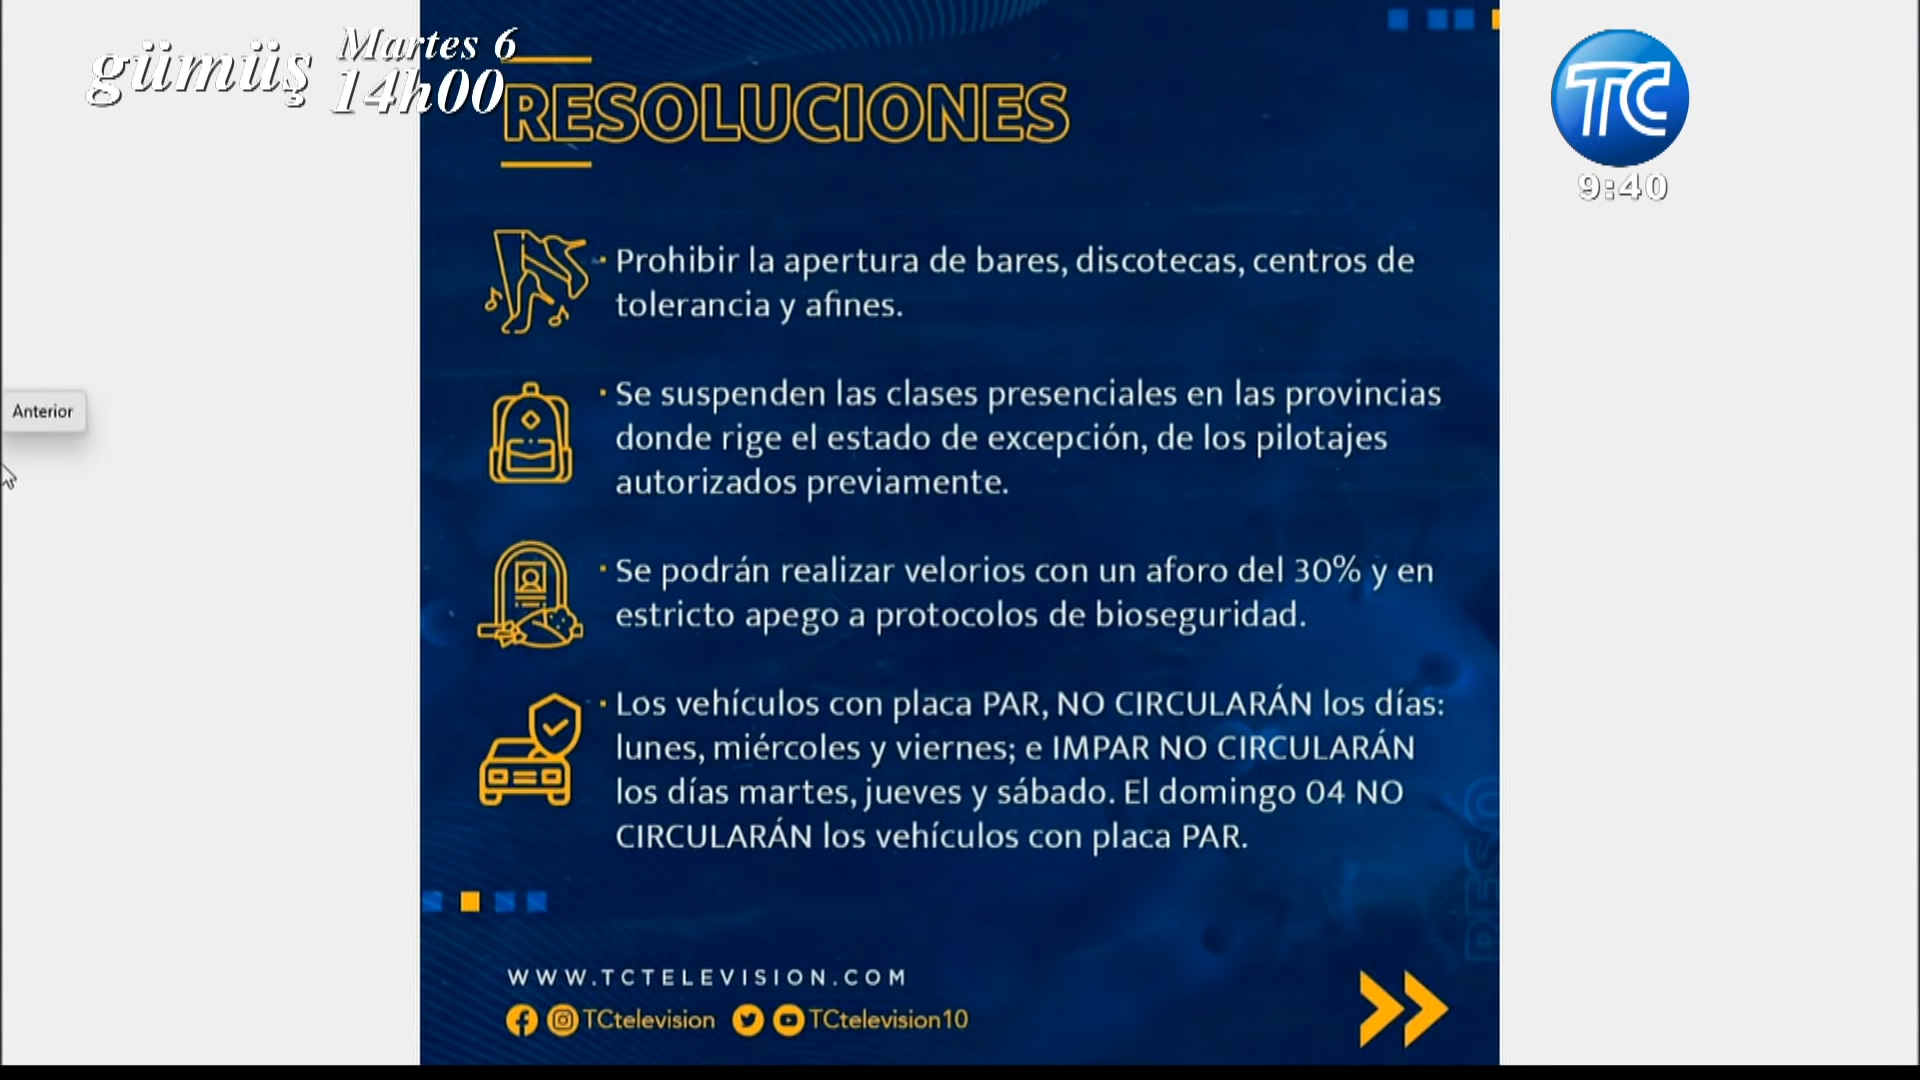 gümüş
Martes 6
14h00
RESOLUCIONES
TC
9:40
· Prohibir la apertura de bares, discotecas, centros de
tolerancia y afines.
· Se suspenden las clases presenciales en las provincias
donde rige el estado de excepción, de los pilotajes
autorizados previamente.
Anterior
· Se podrán realizar velorios con un aforo del 30% y en
estricto apego a protocolos de bioseguridad.
· Los vehículos con placa PAR, NO CIRCULARÁN los días:
lunes, miércoles y viernes; e IMPAR NO CIRCULARÁN
los días martes, jueves y sábado. El domingo 04 NO
CIRCULARÁN los vehículos con placa PAR.
WWW.TCTELEVISION.COM
TCtelevision TCtelevision10